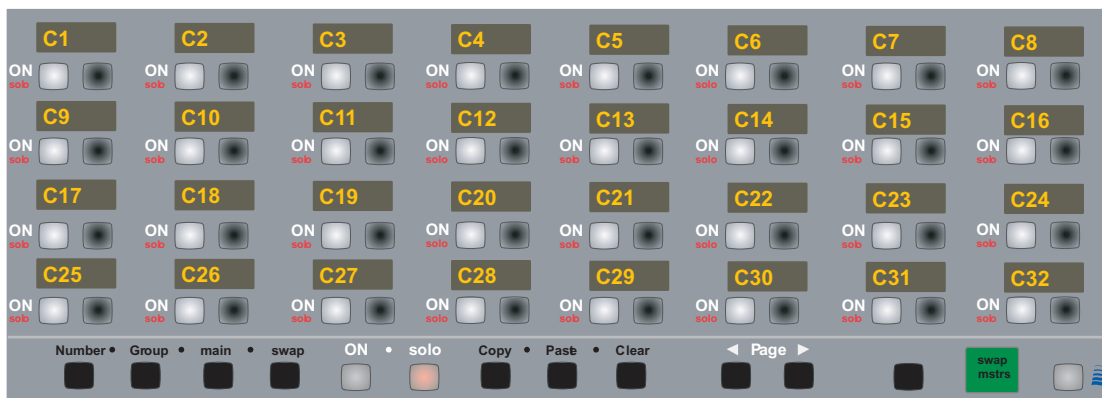 C1 C2 C3 C4 C5 C6 C7 C8
ON ON ON ON ON ON ON ON
solo solo solo solo solo solo solo solo
C9 C10 C11 C12 C13 C14 C15 C16
ON ON ON ON ON ON ON ON
solo solo solo solo solo solo solo solo
C17 C18 C19 C20 C21 C22 C23 C24
ON ON ON ON ON ON ON ON
solo solo solo solo solo solo solo solo
C25 C26 C27 C28 C29 C30 C31 C32
ON ON ON ON ON ON ON ON
solo solo solo solo solo solo solo solo
Number • Group • main • swap ON • solo Copy • Paste • Clear ◄ Page ►
swap
mstrs